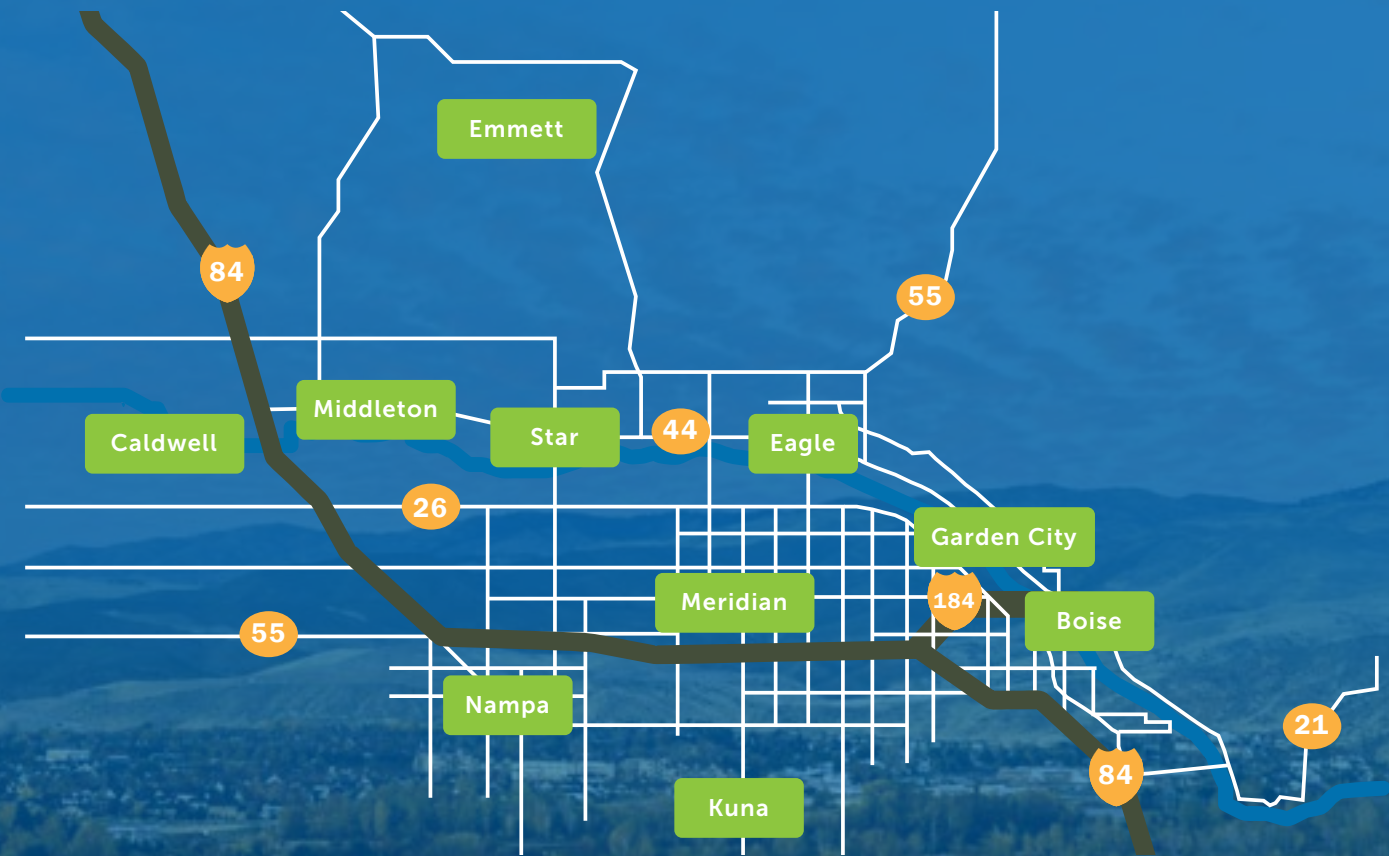 Emmett
84
55
Middleton
Caldwell
Star
44
Eagle
26
Garden City
Meridian
184
Boise
55
Nampa
21
84
Kuna